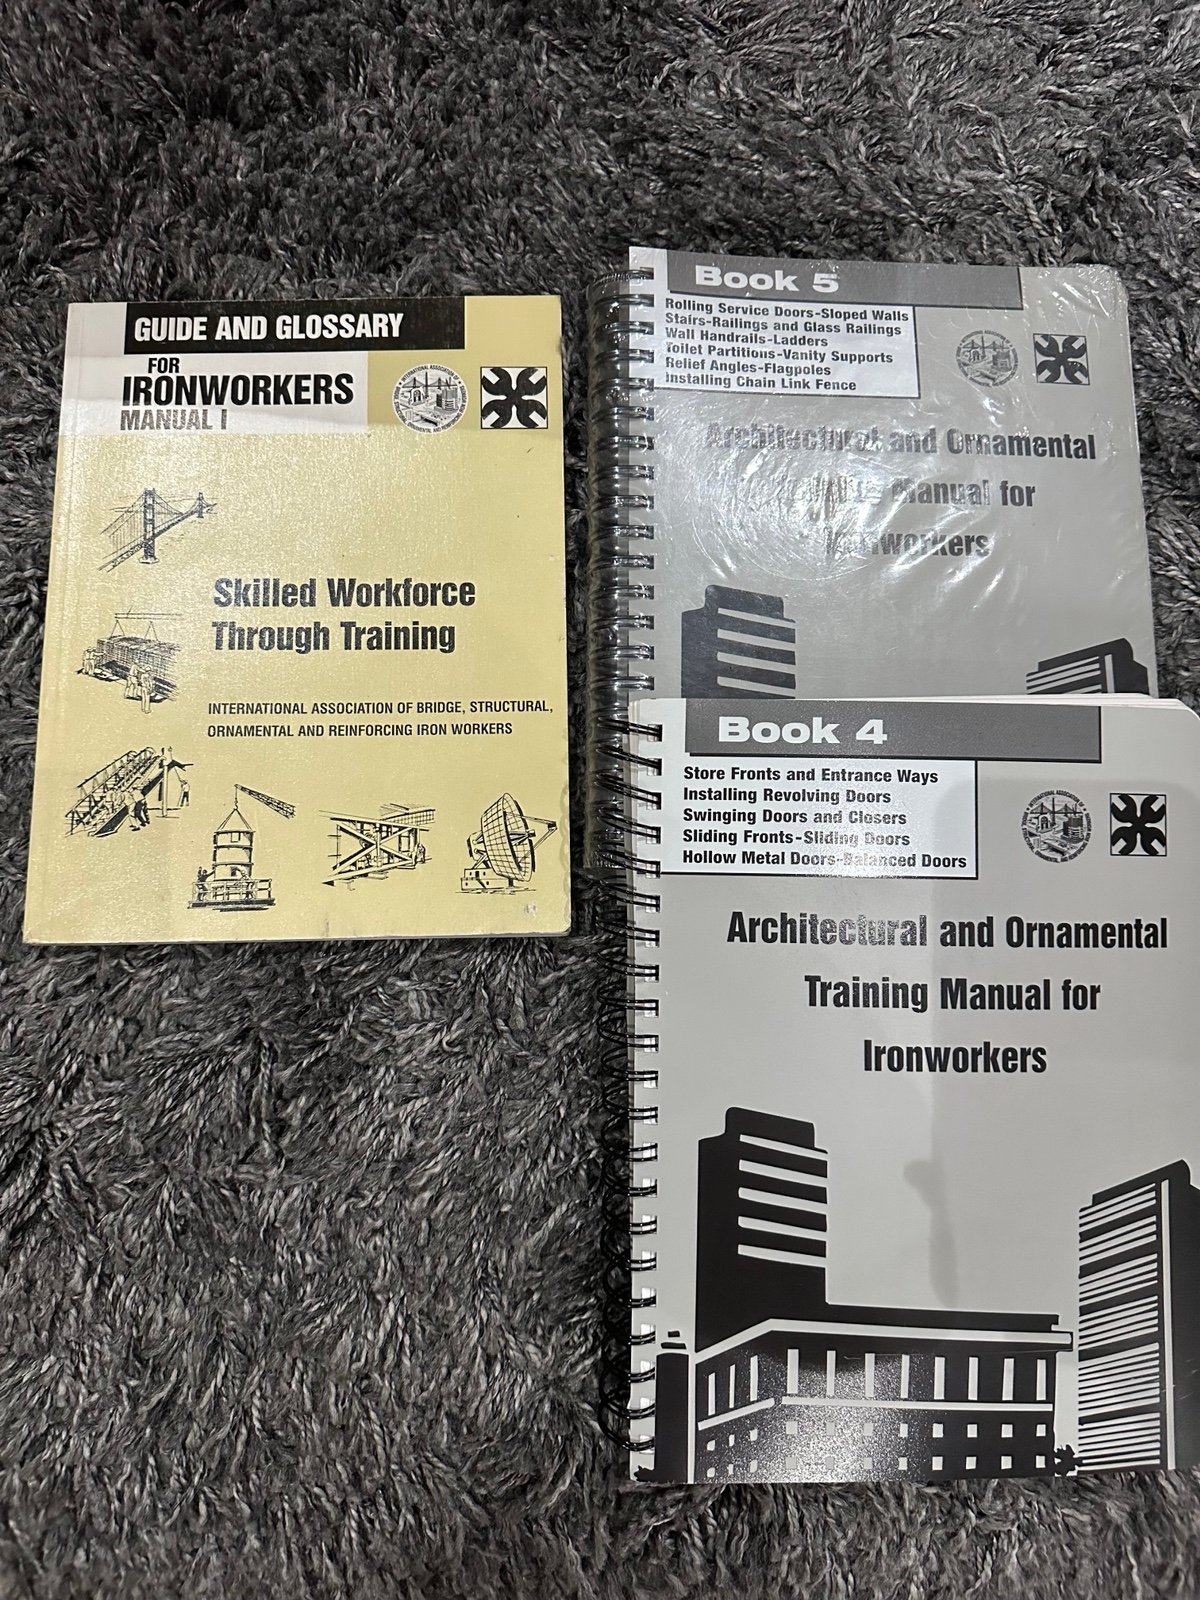 GUIDE AND GLOSSARY
FOR
IRONWORKERS
MANUAL I
Skilled Workforce
Through Training
INTERNATIONAL ASSOCIATION OF BRIDGE, STRUCTURAL,
ORNAMENTAL AND REINFORCING IRON WORKERS
Book 5
Rolling Service Doors-Sloped Walls
Stairs-Railings and Glass Railings
Wall Handrails-Ladders
Toilet Partitions-Vanity Supports
Relief Angles-Flagpoles
Installing Chain Link Fence
Architectural and Ornamental
Manual for
Ironworkers
Book 4
Store Fronts and Entrance Ways
Installing Revolving Doors
Swinging Doors and Closers
Sliding Fronts-Sliding Doors
Hollow Metal Doors-Balanced Doors
Architectural and Ornamental
Training Manual for
Ironworkers